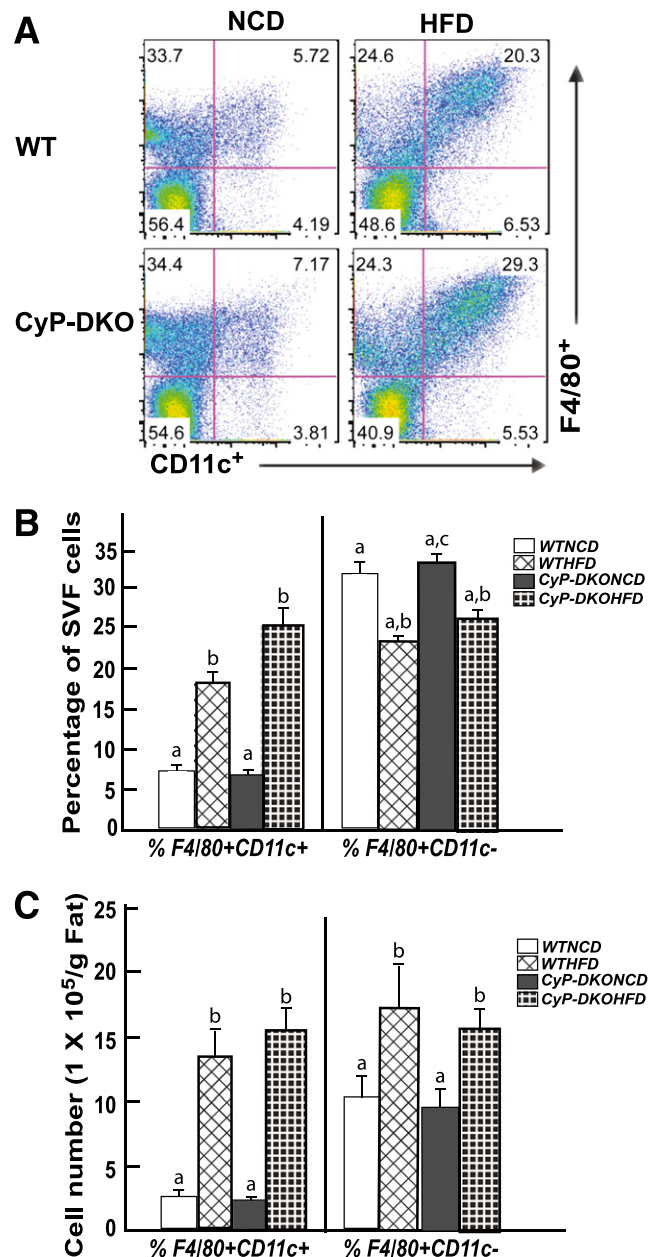 A
NCD HFD
33.7 5.72 24.6 20.3
WT
56.4 4.19 48.6 6.53
34.4 7.17 24.3 29.3
CyP-DKO
54.6 3.81 40.9 5.53
CD11c+
F4/80+
B
Percentage of SVF cells
35
30
25
20
15
10
5
0
a b a b
a a,b a,c a,b
WTNCD
WTHFD
CyP-DKONCD
CyP-DKOHFD
% F4/80+CD11c+ % F4/80+CD11c-
C
Cell number (1 X 10⁵/g Fat)
25
20
15
10
5
0
a b a b
a b a b
WTNCD
WTHFD
CyP-DKONCD
CyP-DKOHFD
% F4/80+CD11c+ % F4/80+CD11c-